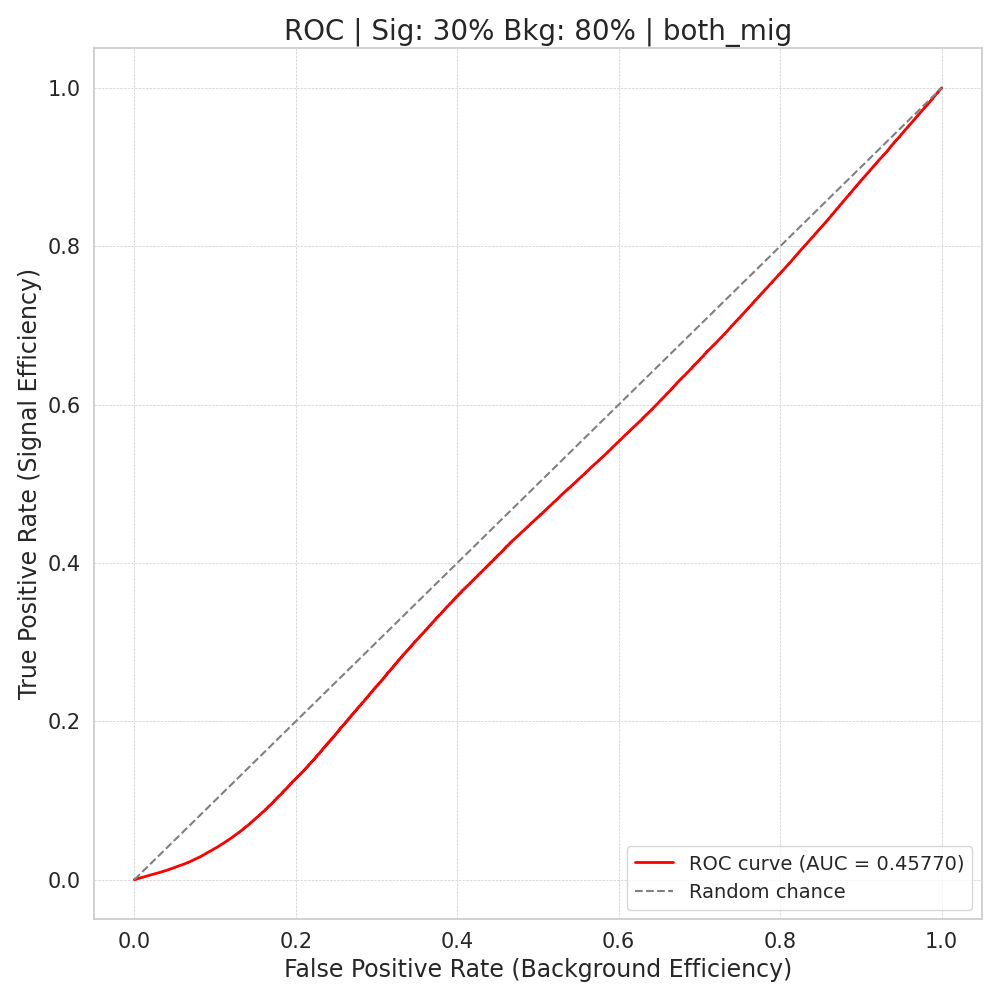 ROC | Sig: 30% Bkg: 80% | both_mig
True Positive Rate (Signal Efficiency)
1.0
0.8
0.6
0.4
0.2
0.0
ROC curve (AUC = 0.45770)
Random chance
0.0 0.2 0.4 0.6 0.8 1.0
False Positive Rate (Background Efficiency)